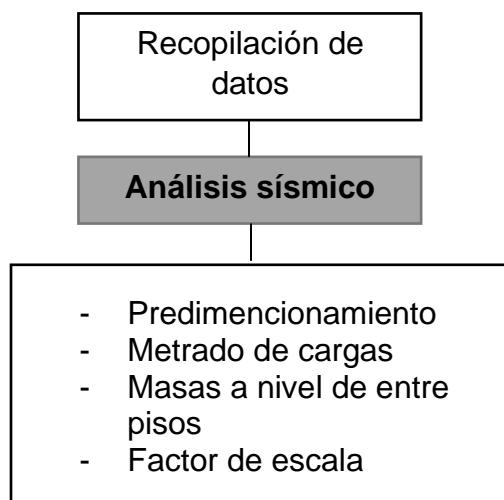 Recopilación de
datos
Análisis sísmico
- Predimencionamiento
- Metrado de cargas
- Masas a nivel de entre
pisos
- Factor de escala